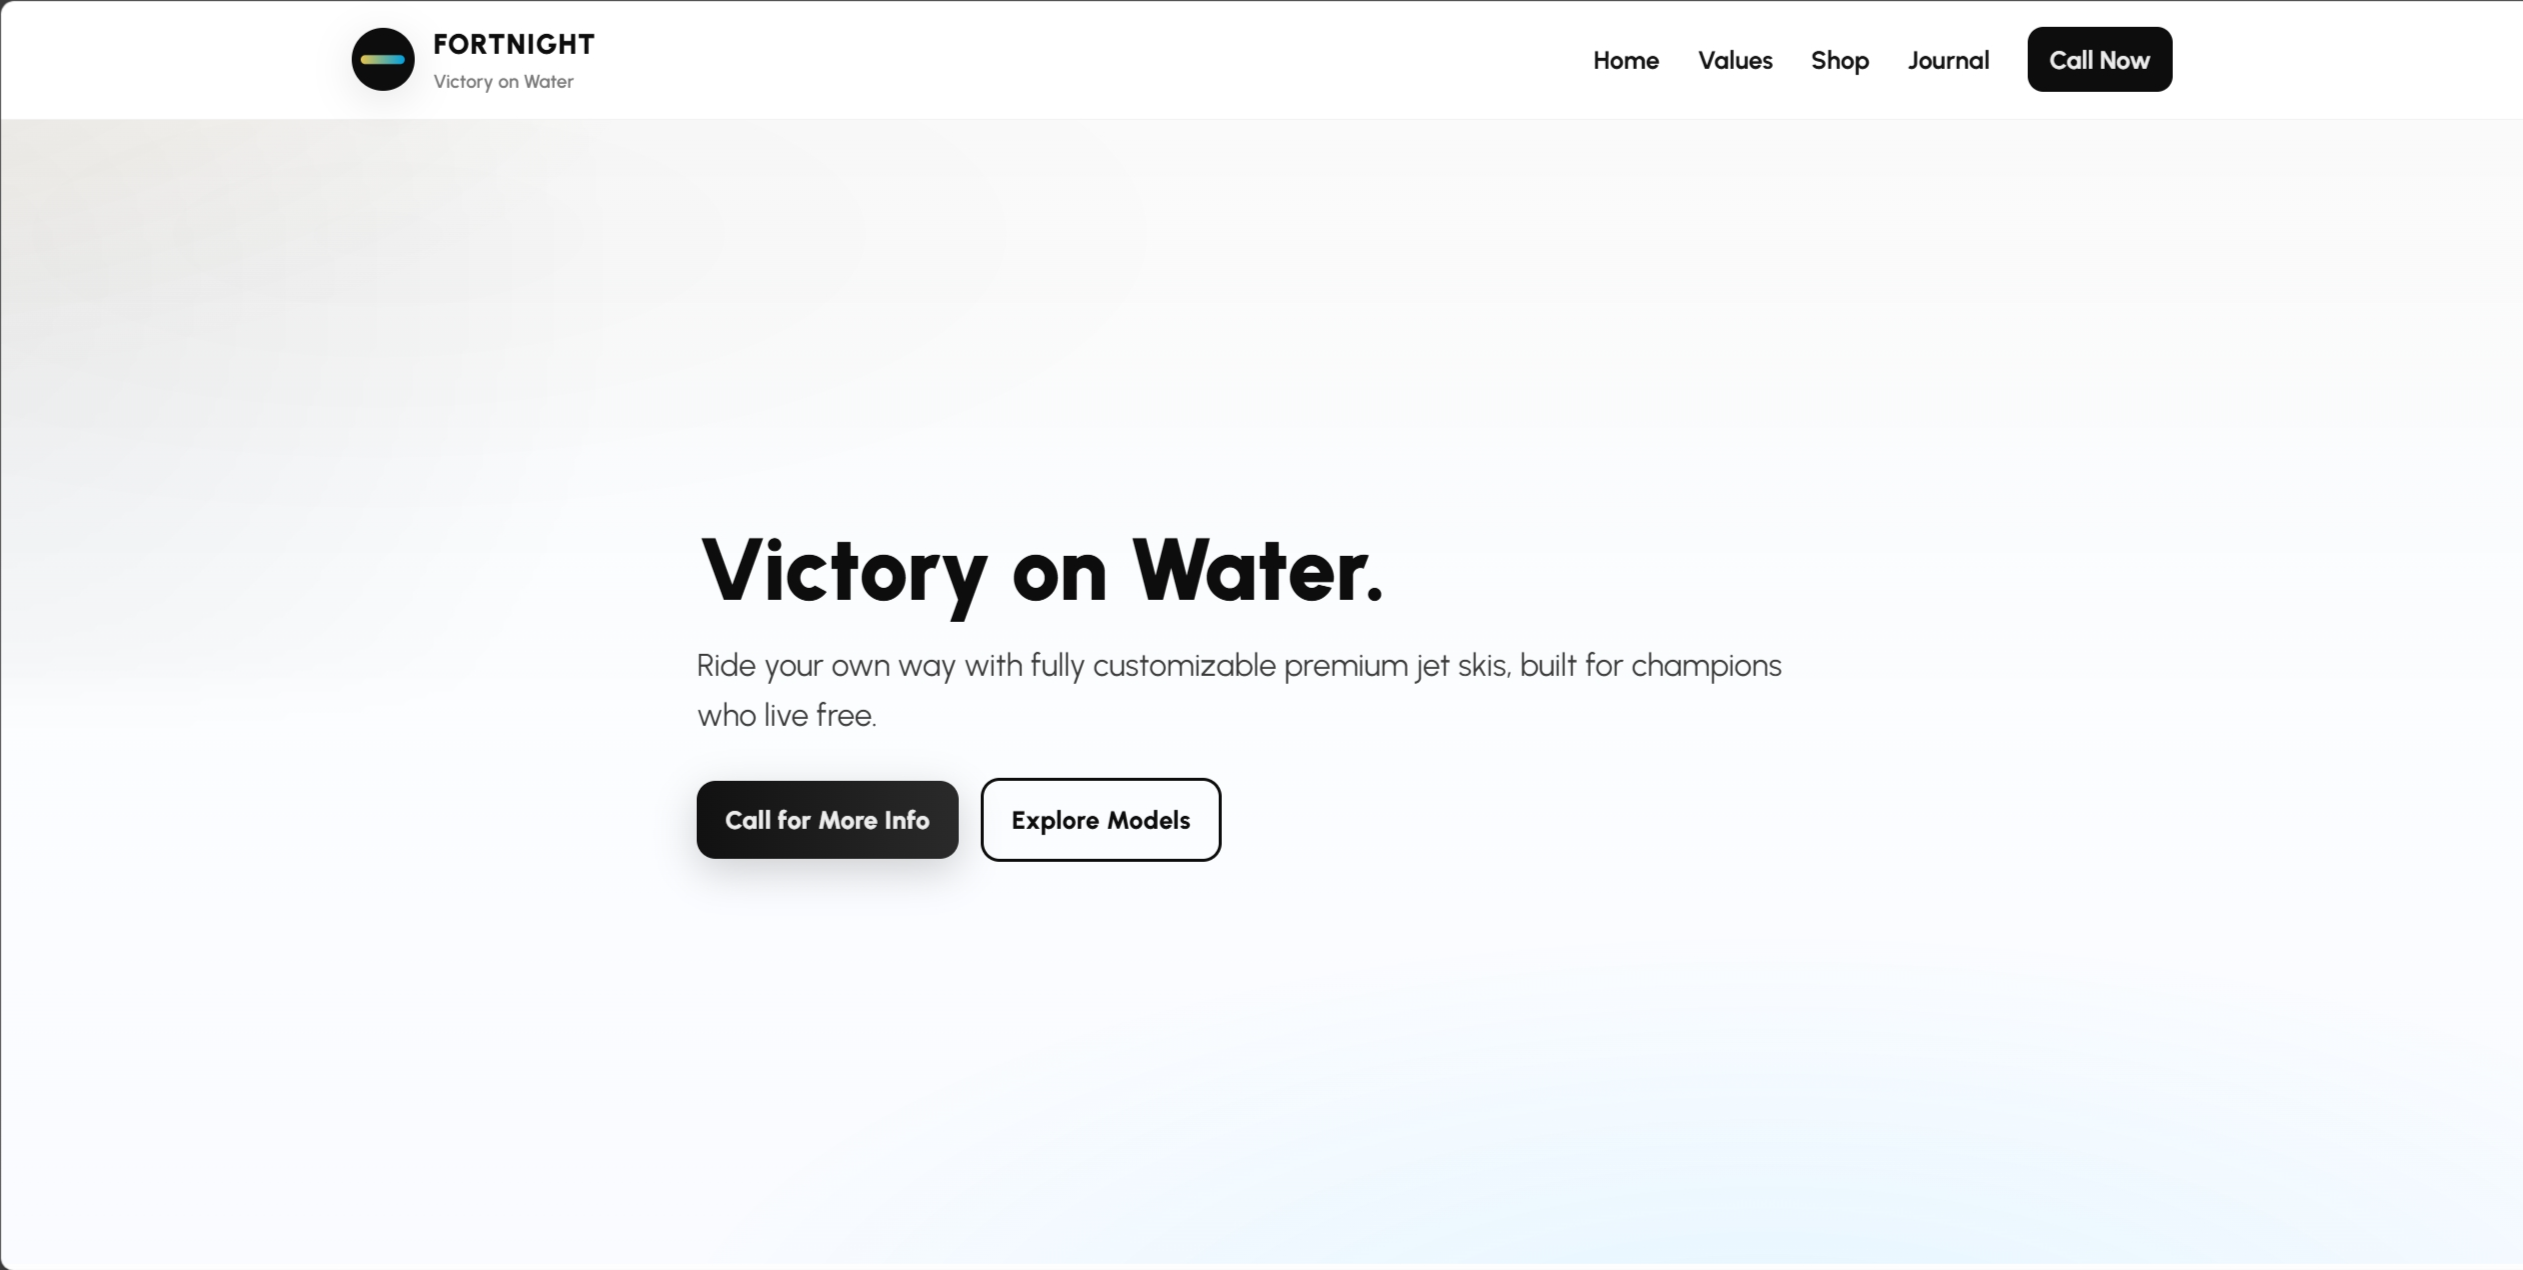 FORTNIGHT
Victory on Water
Home
Values
Shop
Journal
Call Now
Victory on Water.
Ride your own way with fully customizable premium jet skis, built for champions
who live free.
Call for More Info
Explore Models